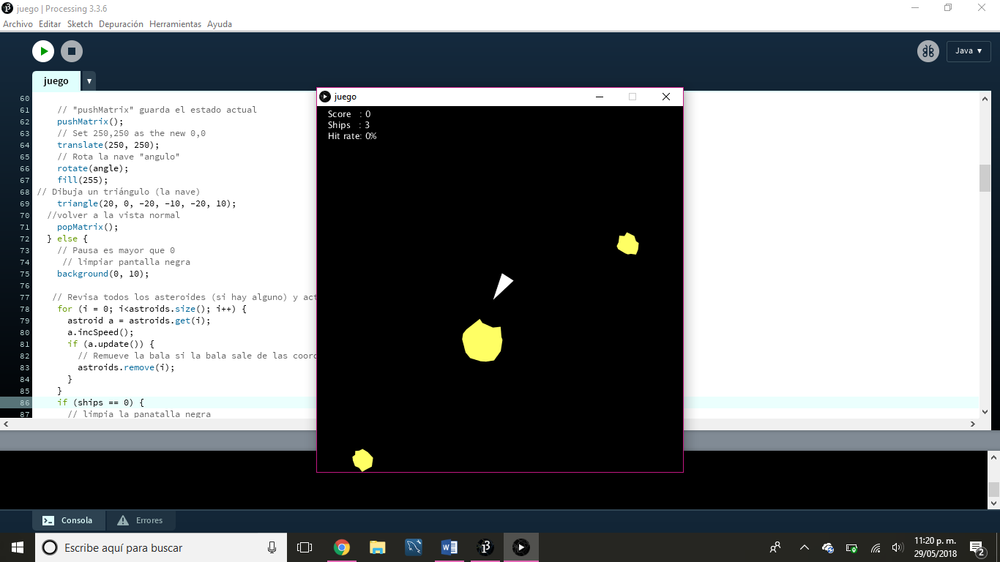 juego | Processing 3.3.6
Archivo Editar Sketch Depuración Herramientas Ayuda
Java ▾
juego ▾
60
61 // "pushMatrix" guarda el estado actual
62 pushMatrix();
63 // Set 250,250 as the new 0,0
64 translate(250, 250);
65 // Rota la nave "angulo"
66 rotate(angle);
67 fill(255);
68 // Dibuja un triángulo (la nave)
69 triangle(20, 0, -20, -10, -20, 10);
70 //volver a la vista normal
71 popMatrix();
72 } else {
73 // Pausa es mayor que 0
74 // limpiar pantalla negra
75 background(0, 10);
76
77 // Revisa todos los asteroides (si hay alguno) y act
78 for (i = 0; i<astroids.size(); i++) {
79 astroid a = astroids.get(i);
80 a.incSpeed();
81 if (a.update()) {
82 // Remueve la bala si la bala sale de las coord
83 astroids.remove(i);
84 }
85 }
86 if (ships == 0) {
87 // limpia la panatalla negra
juego
Score : 0
Ships : 3
Hit rate: 0%
Consola Errores
Escribe aquí para buscar
11:20 p. m.
29/05/2018
2